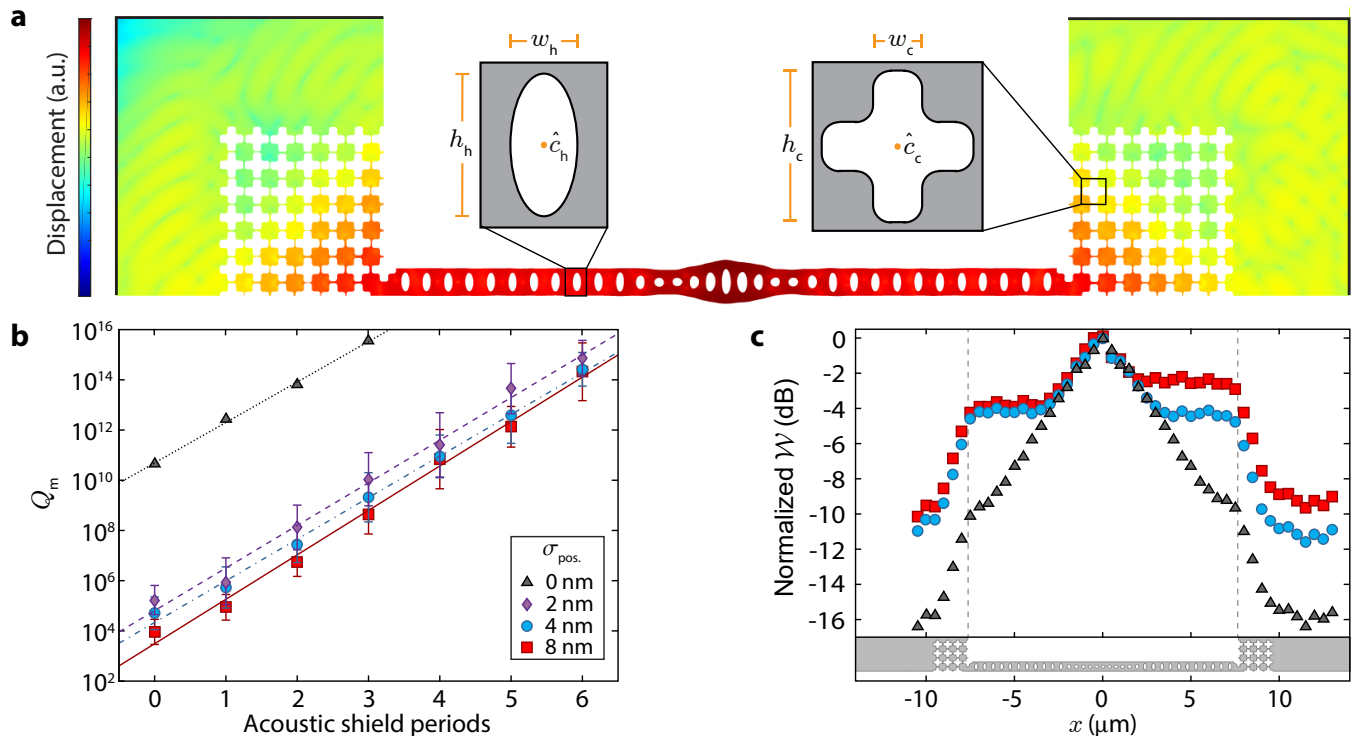 a
Displacement (a.u.)
w_h
h_h
ĉ_h
w_c
h_c
ĉ_c
b
Q_m
10^16
10^14
10^12
10^10
10^8
10^6
10^4
10^2
0 1 2 3 4 5 6
Acoustic shield periods
σ_pos.
0 nm
2 nm
4 nm
8 nm
c
Normalized 𝒲 (dB)
0
-2
-4
-6
-8
-10
-12
-14
-16
-10 -5 0 5 10
x (μm)